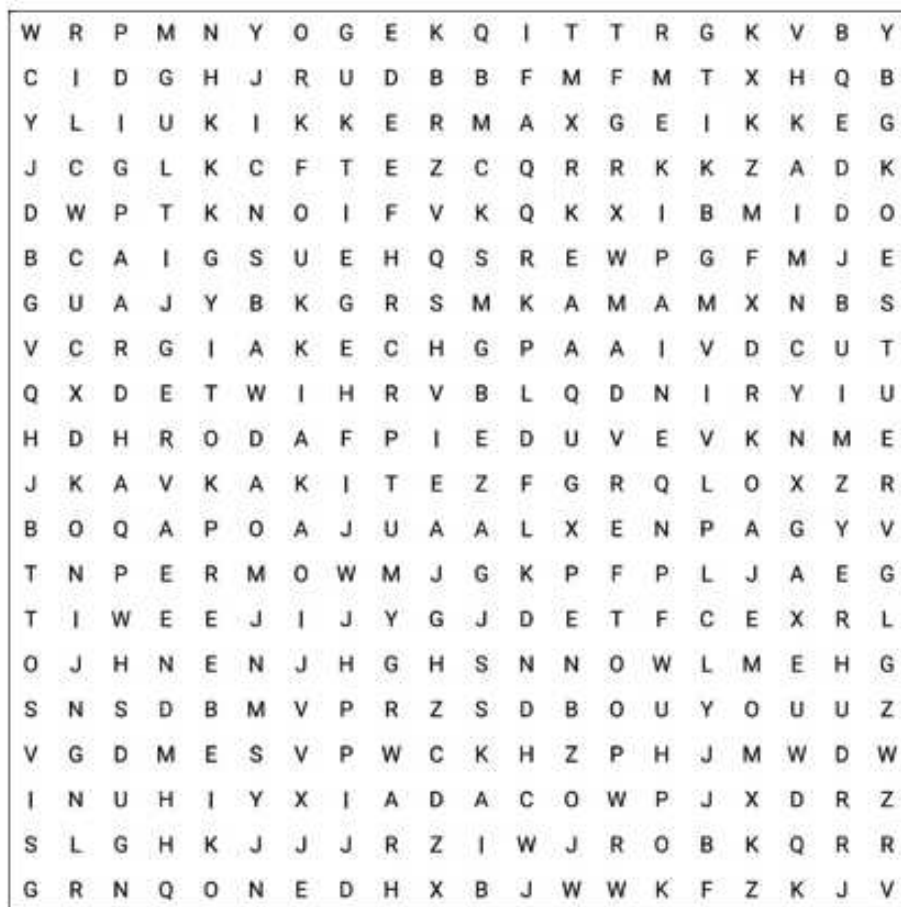 W R P M N Y O G E K Q I T T R G K V B Y
C I D G H J R U D B B F M F M T X H Q B
Y L I U K I K K E R M A X G E I K K E G
J C G L K C F T E Z C Q R R K K Z A D K
D W P T K N O I F V K Q K X I B M I D O
B C A I G S U E H Q S R E W P G F M J E
G U A J Y B K G R S M K A M A M X N B S
V C R G I A K E C H G P A A I V D C U T
Q X D E T W I H R V B L Q D N I R Y I U
H D H R O D A F P I E D U V E V K N M E
J K A V K A K I T E Z F G R Q L O X Z R
B O Q A P O A J U A A L X E N P A G Y V
T N P E R M O W M J G K P F P L J A E G
T I W E E J I J Y G J D E T F C E X R L
O J H N E N J H G H S N N O W L M E H G
S N S D B M V P R Z S D B O U Y O U U Z
V G D M E S V P W C K H Z P H J M W D W
I N U H I Y X I A D A C O W P J X D R Z
S L G H K J J J R Z I W J R O B K Q R R
G R N Q O N E D H X B J W W K F Z K J V